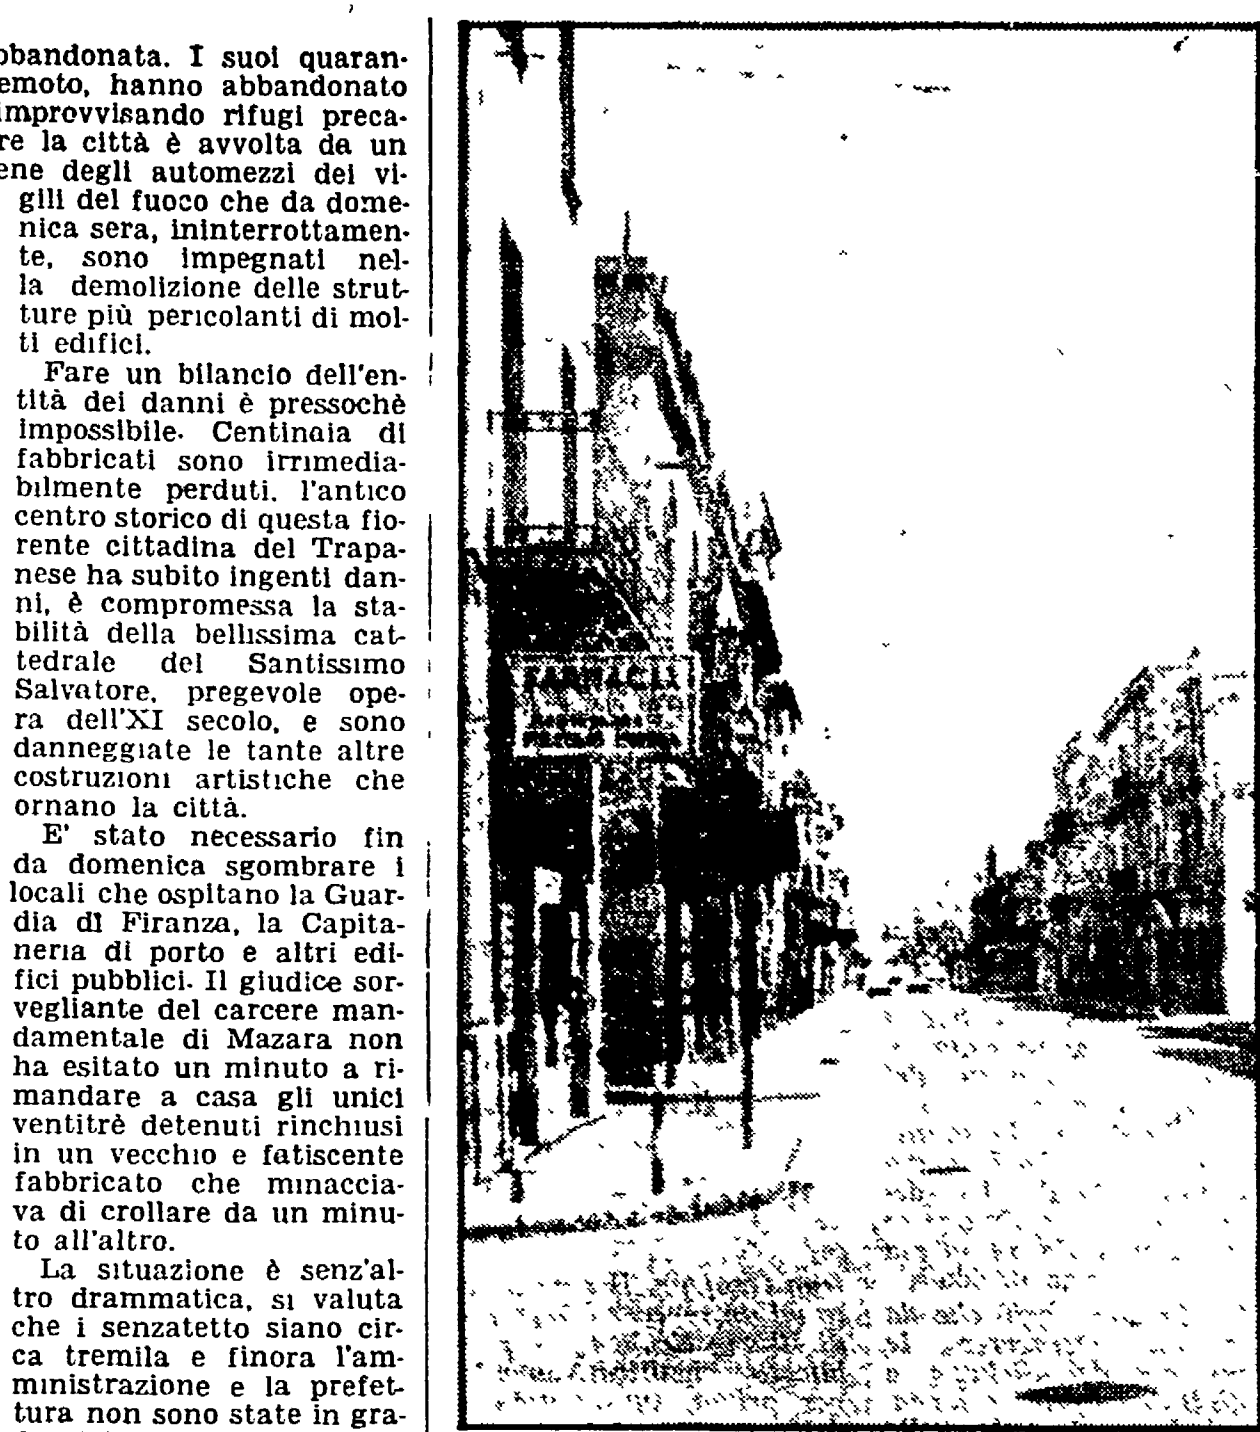 bbandonata. I suoi quaran-
emoto, hanno abbandonato
improvvisando rifugi preca-
re la città è avvolta da un
ene degli automezzi dei vi-
gili del fuoco che da dome-
nica sera, ininterrottamen-
te, sono impegnati nel-
la demolizione delle strut-
ture più pericolanti di mol-
ti edifici.
Fare un bilancio dell'en-
tità dei danni è pressochè
impossibile. Centinaia di
fabbricati sono irrimedia-
bilmente perduti. l'antico
centro storico di questa fio-
rente cittadina del Trapa-
nese ha subito ingenti dan-
ni, è compromessa la sta-
bilità della bellissima cat-
tedrale del Santissimo
Salvatore, pregevole ope-
ra dell'XI secolo, e sono
danneggiate le tante altre
costruzioni artistiche che
ornano la città.
E' stato necessario fin
da domenica sgombrare i
locali che ospitano la Guar-
dia di Firanza, la Capita-
neria di porto e altri edi-
fici pubblici. Il giudice sor-
vegliante del carcere man-
damentale di Mazara non
ha esitato un minuto a ri-
mandare a casa gli unici
ventitrè detenuti rinchiusi
in un vecchio e fatiscente
fabbricato che minaccia-
va di crollare da un minu-
to all'altro.
La situazione è senz'al-
tro drammatica, si valuta
che i senzatetto siano cir-
ca tremila e finora l'am-
ministrazione e la prefet-
tura non sono state in gra-
FARMACIA